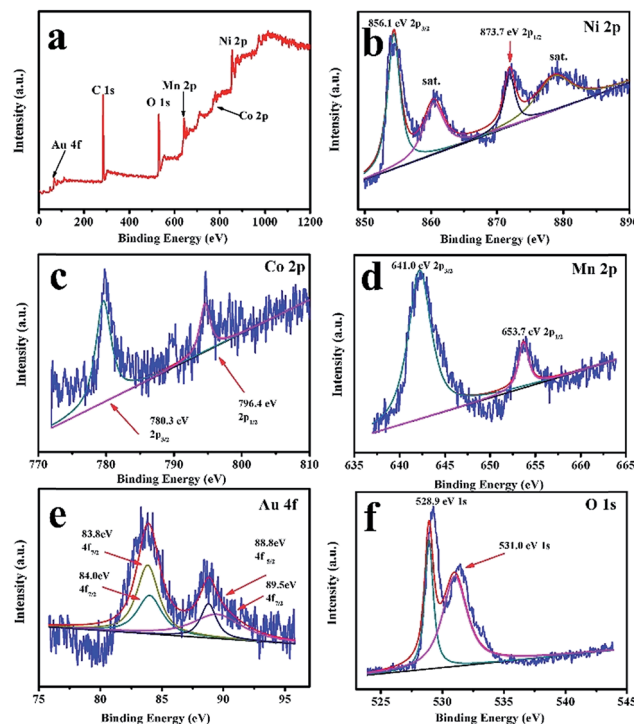 a
Ni 2p
Mn 2p
C 1s
O 1s
Co 2p
Au 4f
Intensity (a.u.)
0 200 400 600 800 1000 1200
Binding Energy (eV)
b
856.1 eV 2p3/2
873.7 eV 2p1/2
Ni 2p
sat.
sat.
Intensity (a.u.)
850 860 870 880 890
Binding Energy (eV)
c
Co 2p
780.3 eV
2p3/2
796.4 eV
2p1/2
Intensity (a.u.)
770 780 790 800 810
Binding Energy (eV)
d
641.0 eV 2p3/2
Mn 2p
653.7 eV 2p1/2
Intensity (a.u.)
635 640 645 650 655 660 665
Binding Energy (eV)
e
Au 4f
83.8eV
4f7/2
84.0eV
4f7/2
88.8eV
4f 5/2
89.5eV
4f7/2
Intensity (a.u.)
75 80 85 90 95
Binding Energy (eV)
f
528.9 eV 1s
O 1s
531.0 eV 1s
Intensity (a.u.)
525 530 535 540 545
Binding Energy (eV)